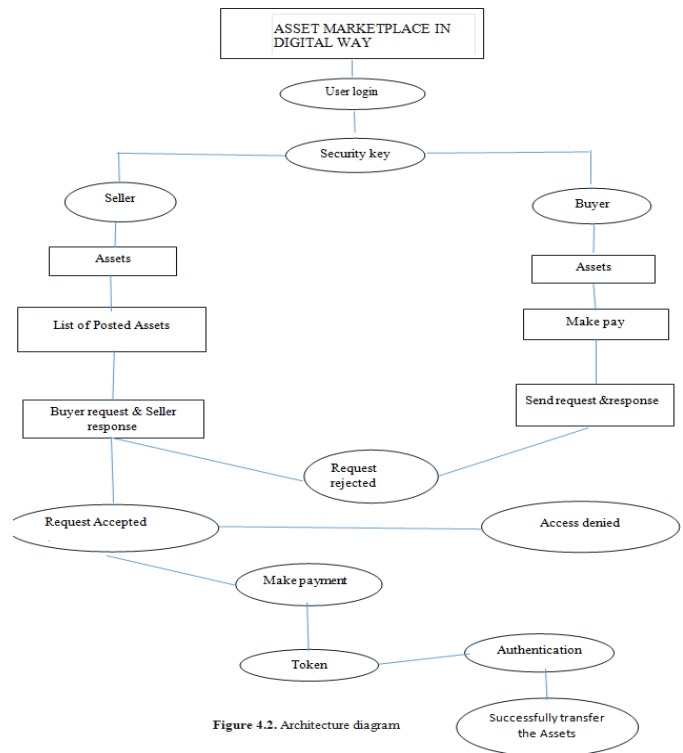 ASSET MARKETPLACE IN
DIGITAL WAY
User login
Security key
Seller
Buyer
Assets
Assets
List of Posted Assets
Make pay
Buyer request & Seller
response
Send request &response
Request
rejected
Request Accepted
Access denied
Make payment
Authentication
Token
Successfully transfer
the Assets
Figure 4.2. Architecture diagram